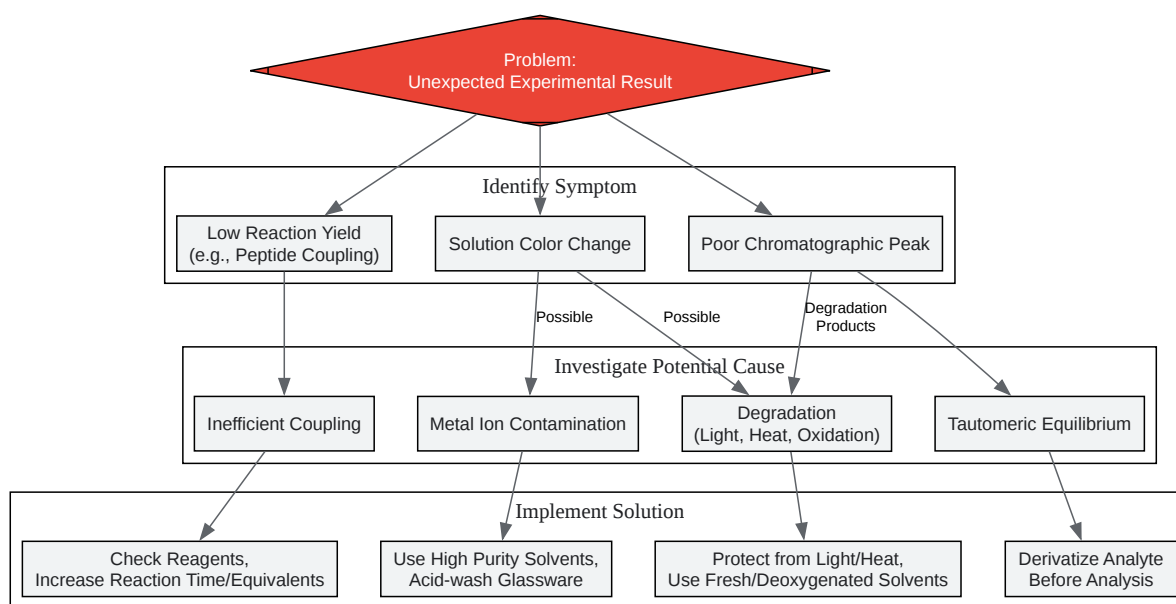 Problem:
Unexpected Experimental Result
Identify Symptom
Low Reaction Yield
(e.g., Peptide Coupling)
Solution Color Change
Poor Chromatographic Peak
Possible
Possible
Degradation
Products
Investigate Potential Cause
Inefficient Coupling
Metal Ion Contamination
Degradation
(Light, Heat, Oxidation)
Tautomeric Equilibrium
Implement Solution
Check Reagents,
Increase Reaction Time/Equivalents
Use High Purity Solvents,
Acid-wash Glassware
Protect from Light/Heat,
Use Fresh/Deoxygenated Solvents
Derivatize Analyte
Before Analysis